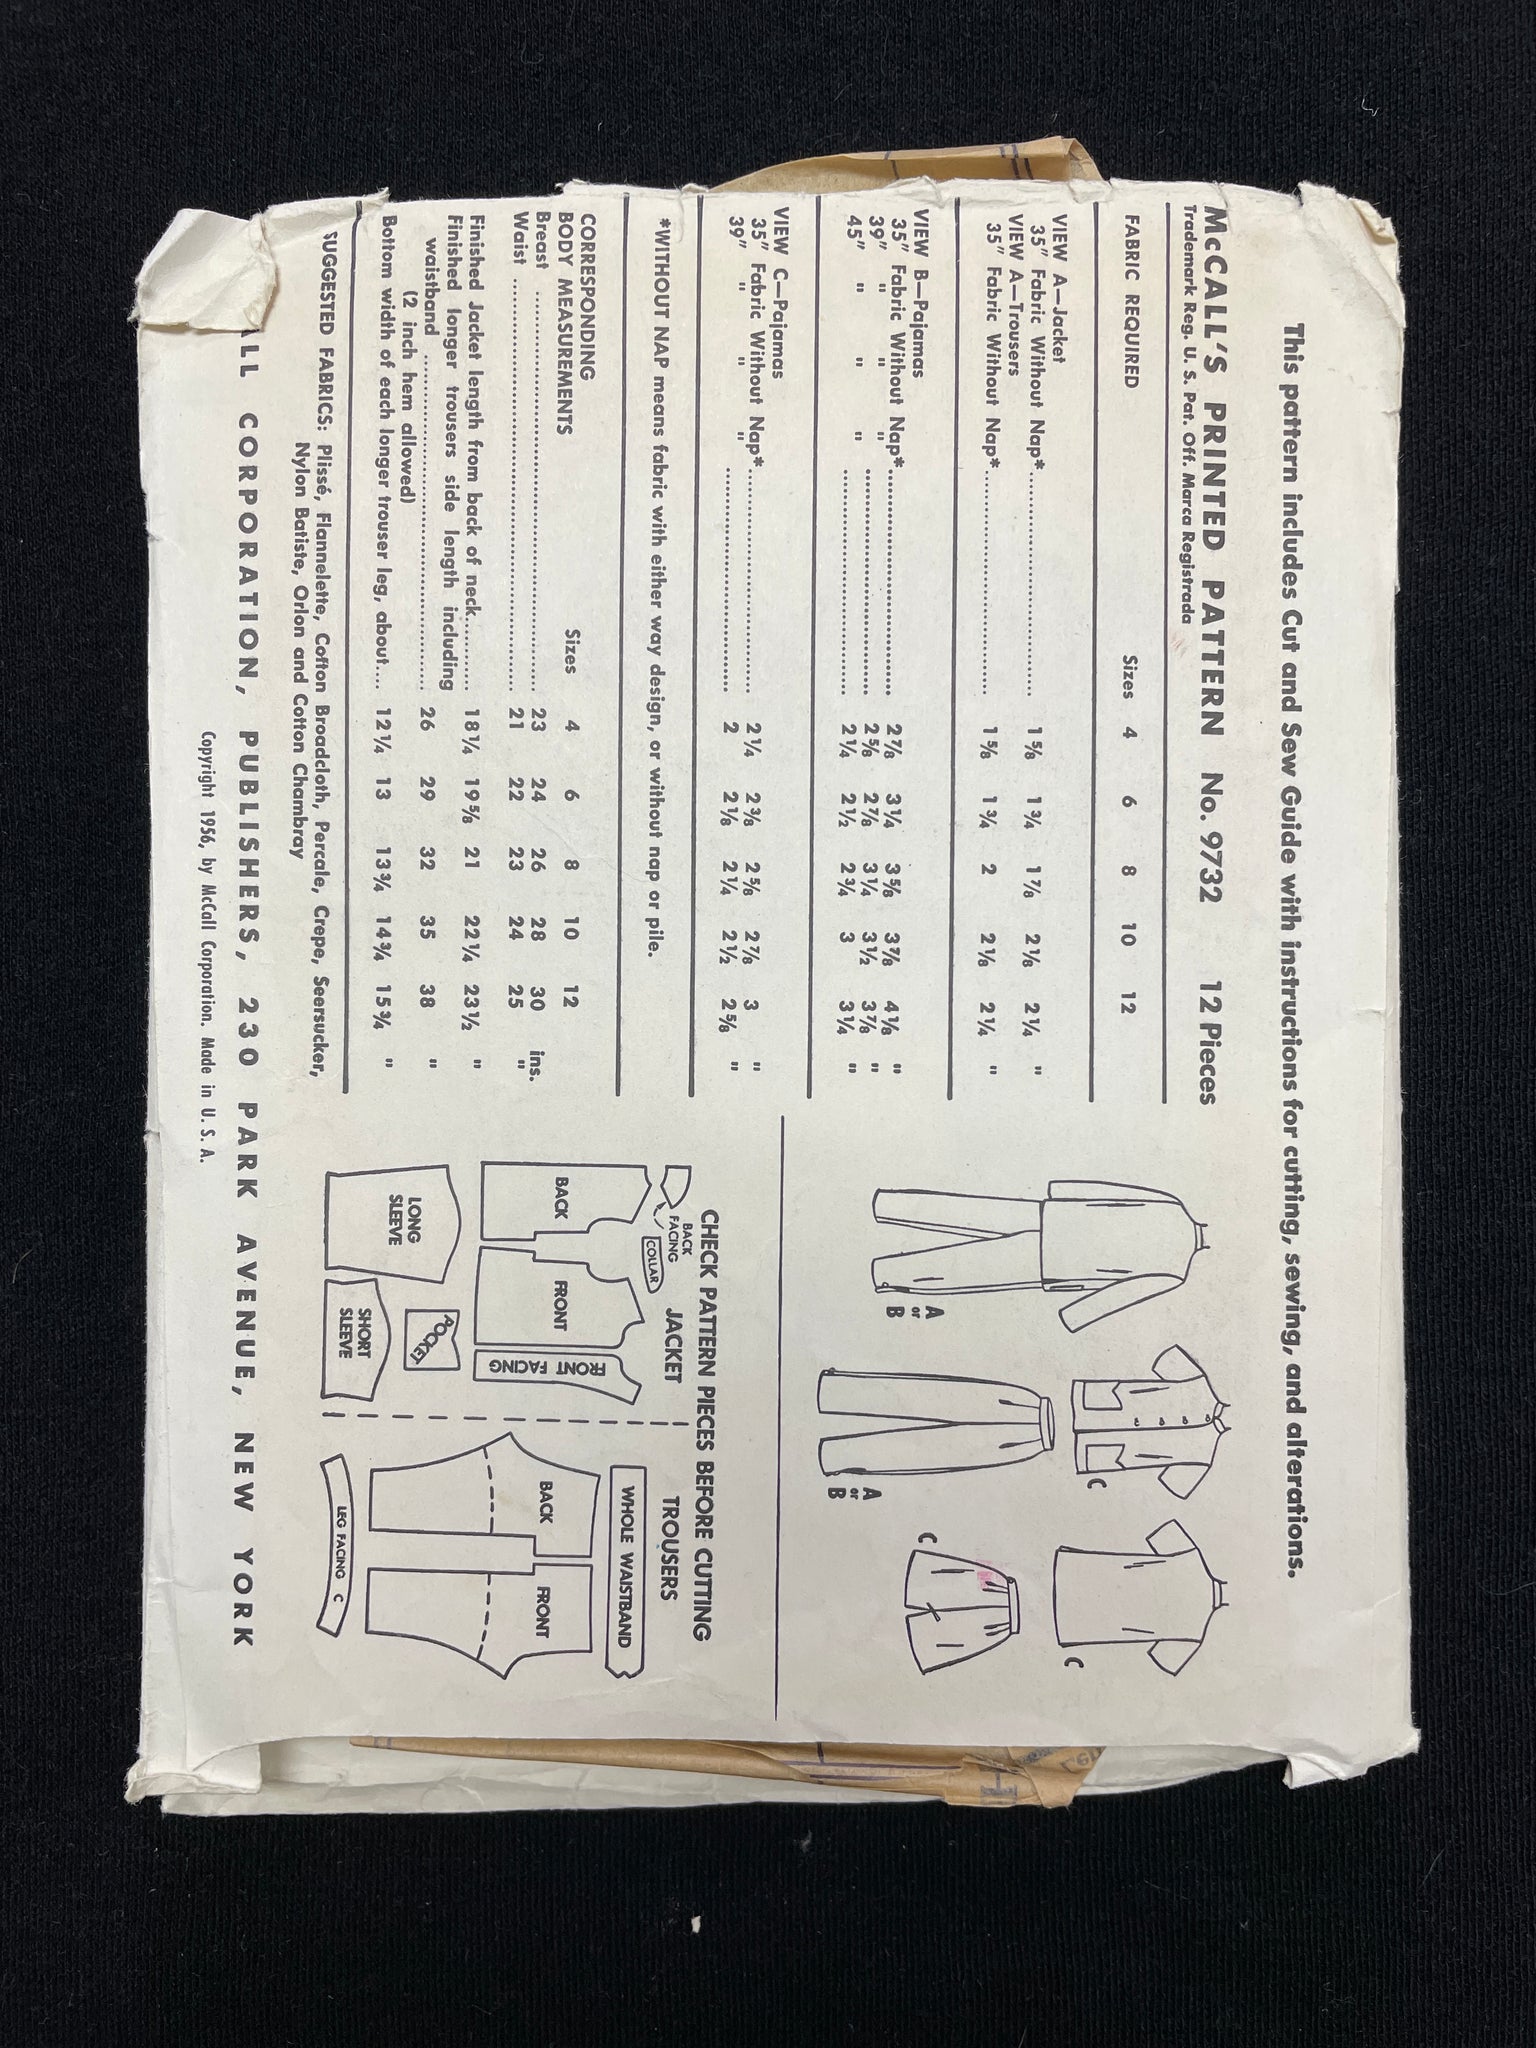 This pattern includes Cut and Sew Guide with instructions for cutting, sewing, and alterations.
McCALL'S PRINTED PATTERN No. 9732 12 Pieces
Trademark Reg. U. S. Pat. Off. Marca Registrada
FABRIC REQUIRED Sizes 4 6 8 10 12
VIEW A—Jacket
35" Fabric Without Nap* 1⅝ 1¾ 1⅞ 2⅛ 2¼ "
VIEW A—Trousers
35" Fabric Without Nap* 1⅝ 1¾ 2 2⅛ 2¼ "
VIEW B—Pajamas
35" Fabric Without Nap* 2⅞ 3¼ 3⅝ 3⅞ 4⅛ "
39" " " " 2⅝ 2⅞ 3¼ 3½ 3⅞ "
45" " " " 2¼ 2½ 2¾ 3 3¼ "
VIEW C—Pajamas
35" Fabric Without Nap* 2¼ 2⅜ 2⅝ 2⅞ 3 "
39" " " " 2 2⅛ 2¼ 2½ 2⅝ "
*WITHOUT NAP means fabric with either way design, or without nap or pile.
CORRESPONDING
BODY MEASUREMENTS Sizes 4 6 8 10 12
Breast 23 24 26 28 30 ins.
Waist 21 22 23 24 25 "
Finished Jacket length from back of neck 18¼ 19⅝ 21 22¼ 23½ "
Finished longer trousers side length including
waistband 26 29 32 35 38 "
(2 inch hem allowed)
Bottom width of each longer trouser leg, about 12¼ 13 13¾ 14¾ 15¾ "
SUGGESTED FABRICS: Plissé, Flannelette, Cotton Broadcloth, Percale, Crepe, Seersucker,
Nylon Batiste, Orlon and Cotton Chambray
ALL CORPORATION, PUBLISHERS, 230 PARK AVENUE, NEW YORK
Copyright 1956, by McCall Corporation. Made in U. S. A.
A
or
B
C
C
A
or
B
C
CHECK PATTERN PIECES BEFORE CUTTING
JACKET
TROUSERS
BACK
FACING
COLLAR
BACK
FRONT
FRONT FACING
LONG
SLEEVE
POCKET
SHORT
SLEEVE
WHOLE WAISTBAND
BACK
FRONT
LEG FACING C